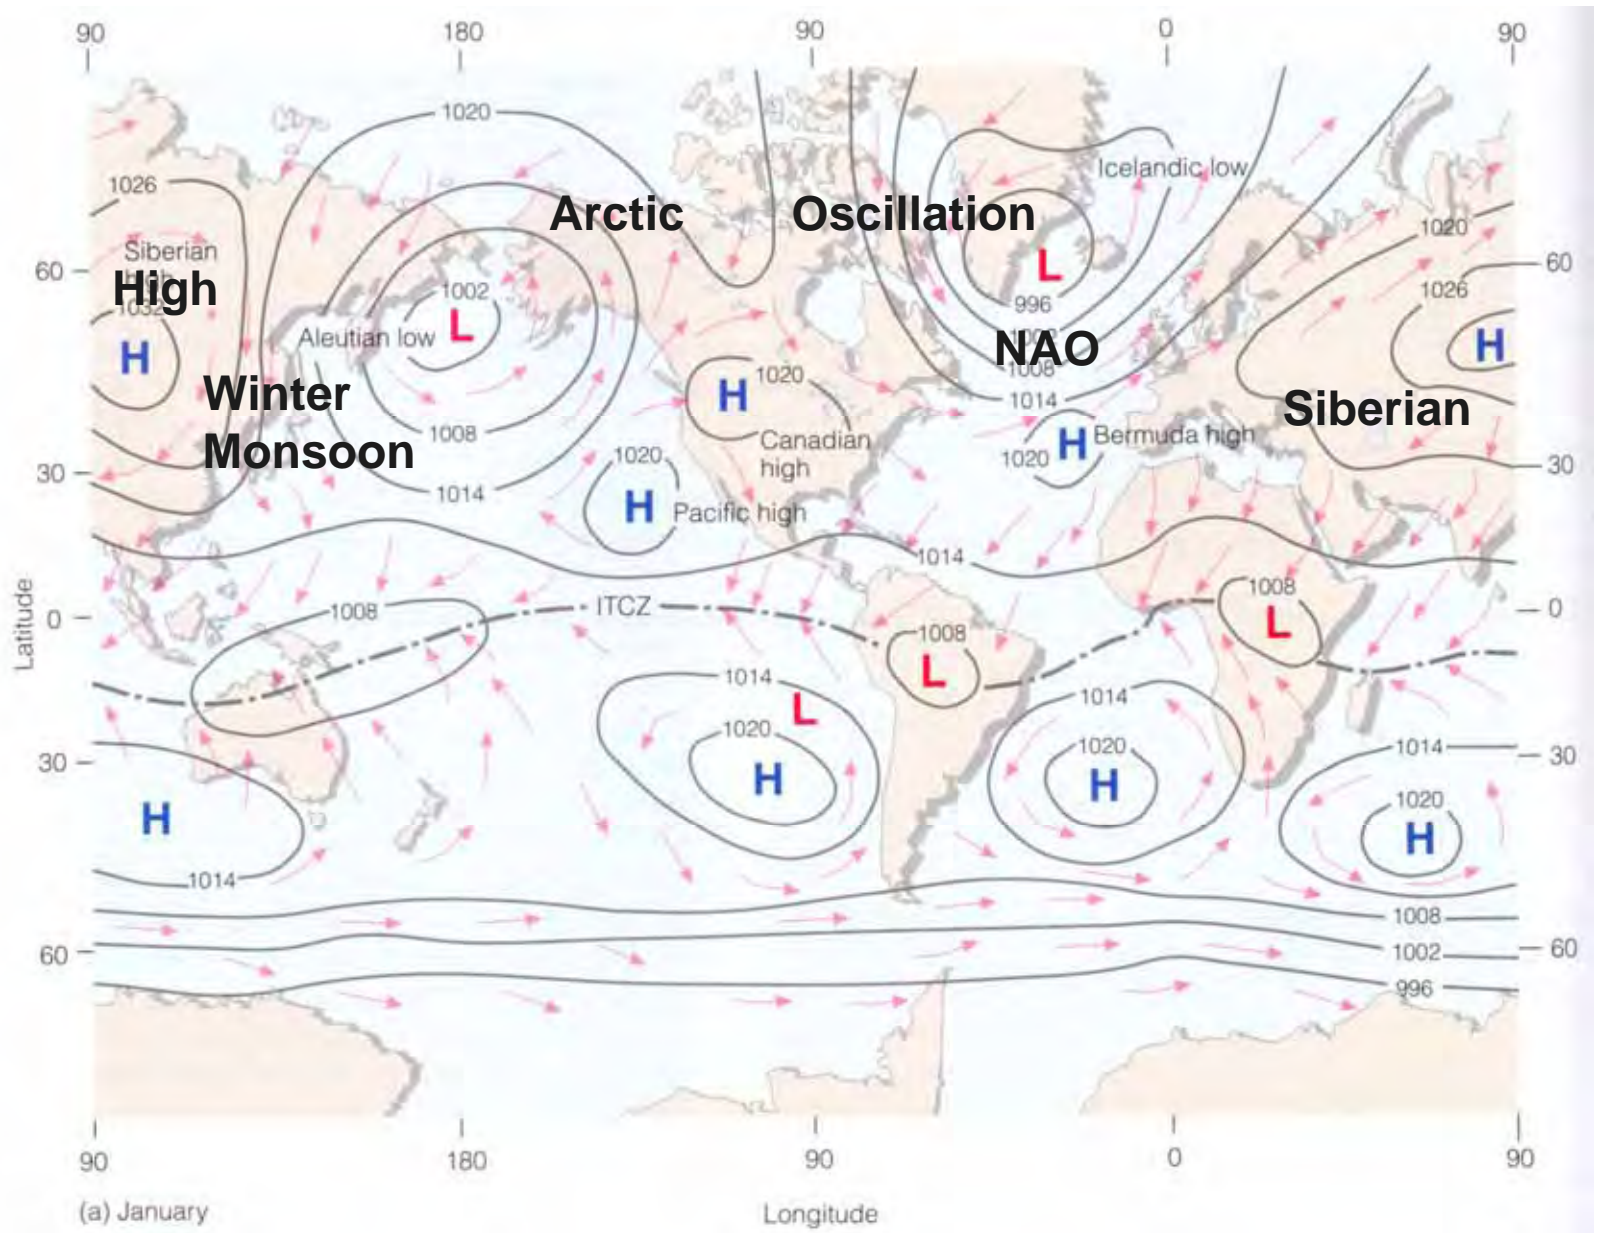 90 180 90 0 90
1020
Icelandic low
1026
Arctic Oscillation
1020
Siberian
High
60
L
60
1002
996
1026
1032
Aleutian low
L
H
H
NAO
1008
H
1020
Winter
1014
Siberian
Monsoon
1008
Canadian
high
H
Bermuda high
1020
1020
30
30
1014
H
Pacific high
1014
1008
ITCZ
1008
0
0
L
1008
L
Latitude
1014
1014
L
1020
1020
1014
30
30
H
H
H
1020
H
1014
1008
1002
60
60
996
90 180 90 0 90
(a) January
Longitude